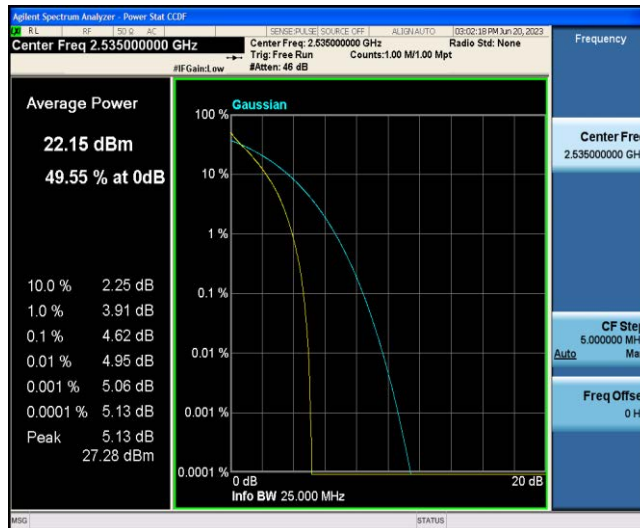 Agilent Spectrum Analyzer - Power Stat CCDF
RL RF 50 Ω AC SENSE:PULSE SOURCE OFF ALIGN AUTO 03:02:18 PM Jun 20, 2023
Center Freq 2.535000000 GHz
Center Freq: 2.535000000 GHz Radio Std: None
Trig: Free Run Counts:1.00 M/1.00 Mpt
#IFGain:Low #Atten: 46 dB
Frequency
Average Power
22.15 dBm
49.55 % at 0dB
10.0 % 2.25 dB
1.0 % 3.91 dB
0.1 % 4.62 dB
0.01 % 4.95 dB
0.001 % 5.06 dB
0.0001 % 5.13 dB
Peak 5.13 dB
27.28 dBm
Gaussian
100 %
10 %
1 %
0.1 %
0.01 %
0.001 %
0.0001 %
0 dB 20 dB
Info BW 25.000 MHz
Center Fre
2.535000000 GH
CF Ste
5.000000 MH
Auto Ma
Freq Offse
0 H
MSG STATUS